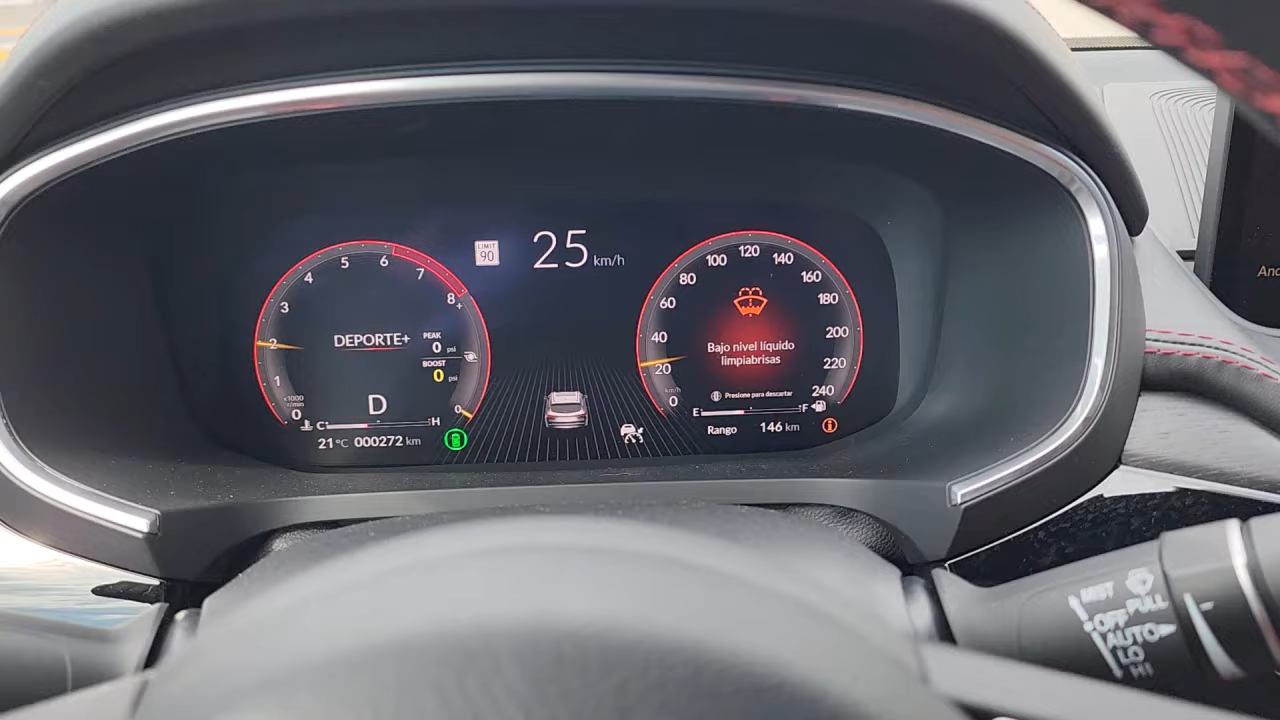 LIMIT
90
25 km/h
0
1
2
3
4
5
6
7
8
+
DEPORTE+
PEAK
0 psi
BOOST
0 psi
0
x1000
r/min
D
C
H
21°C 000272 km
0
20
40
60
80
100
120
140
160
180
200
220
240
km/h
Bajo nivel líquido
limpiabrisas
Presione para descartar
E
F
Rango 146 km
MIST
PULL
OFF
AUTO
LO
HI